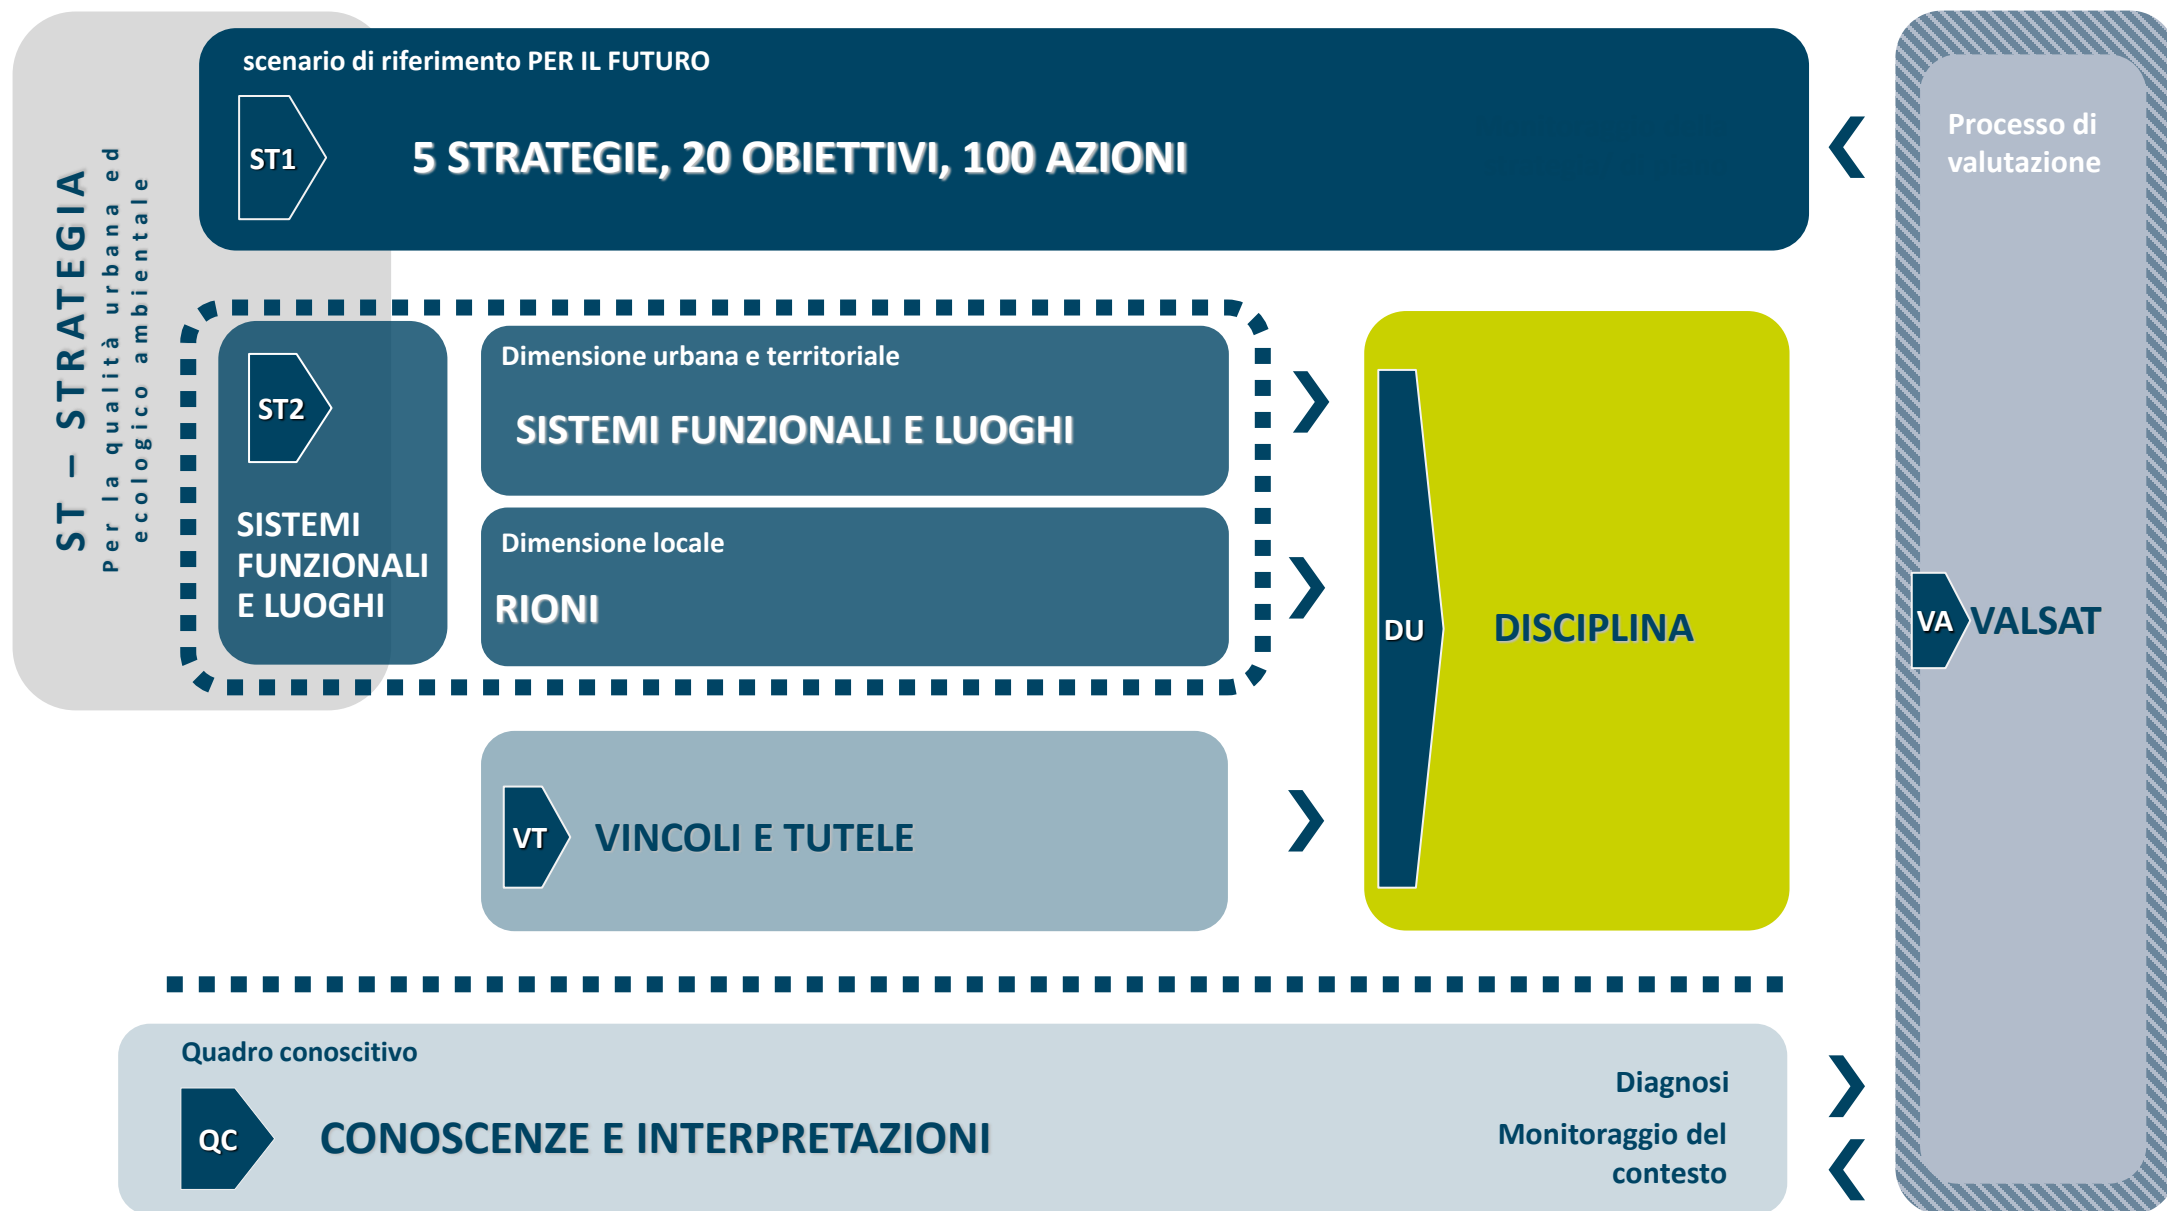 ST – STRATEGIA
Per la qualità urbana ed
ecologico ambientale
scenario di riferimento PER IL FUTURO
ST1
5 STRATEGIE, 20 OBIETTIVI, 100 AZIONI
Processo di
valutazione
ST2
SISTEMI
FUNZIONALI
E LUOGHI
Dimensione urbana e territoriale
SISTEMI FUNZIONALI E LUOGHI
Dimensione locale
RIONI
DU
DISCIPLINA
VA
VALSAT
VT
VINCOLI E TUTELE
Quadro conoscitivo
QC
CONOSCENZE E INTERPRETAZIONI
Diagnosi
Monitoraggio del
contesto